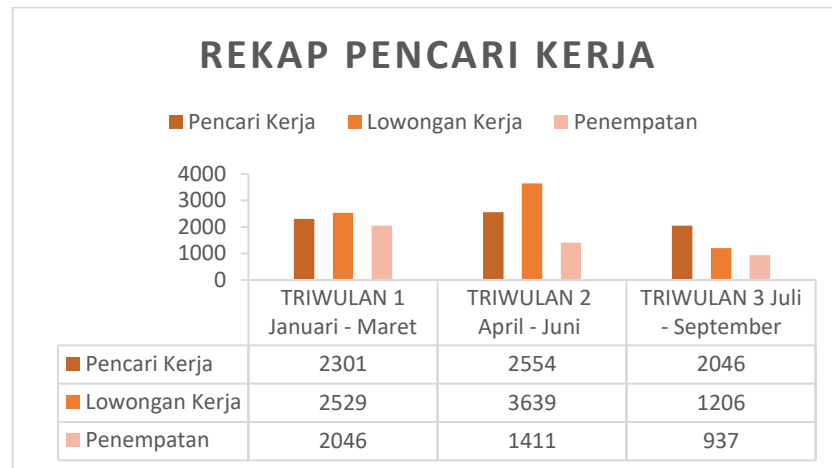 REKAP PENCARI KERJA
Pencari Kerja Lowongan Kerja Penempatan
4000
3000
2000
1000
0
TRIWULAN 1 TRIWULAN 2 TRIWULAN 3 Juli
Januari - Maret April - Juni - September
Pencari Kerja 2301 2554 2046
Lowongan Kerja 2529 3639 1206
Penempatan 2046 1411 937